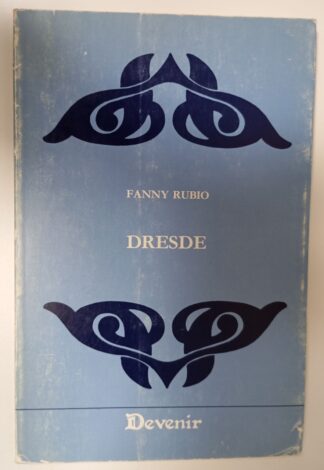 FANNY RUBIO
DRESDE
Devenir